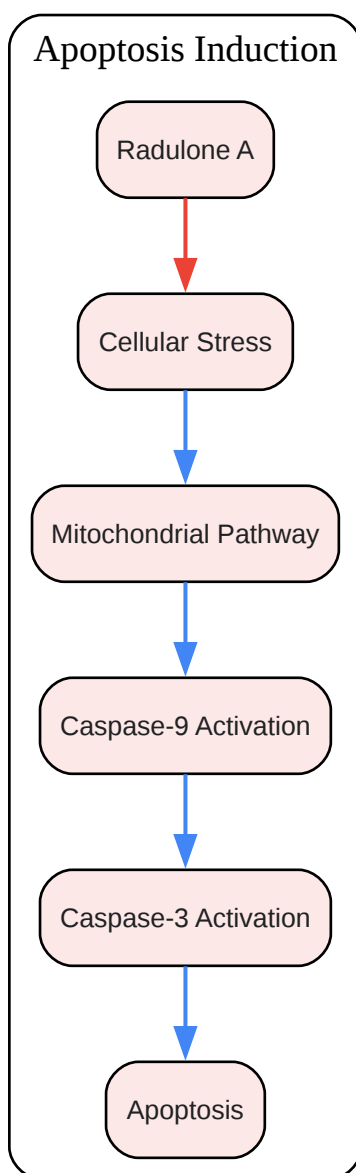 Apoptosis Induction
Radulone A
Cellular Stress
Mitochondrial Pathway
Caspase-9 Activation
Caspase-3 Activation
Apoptosis